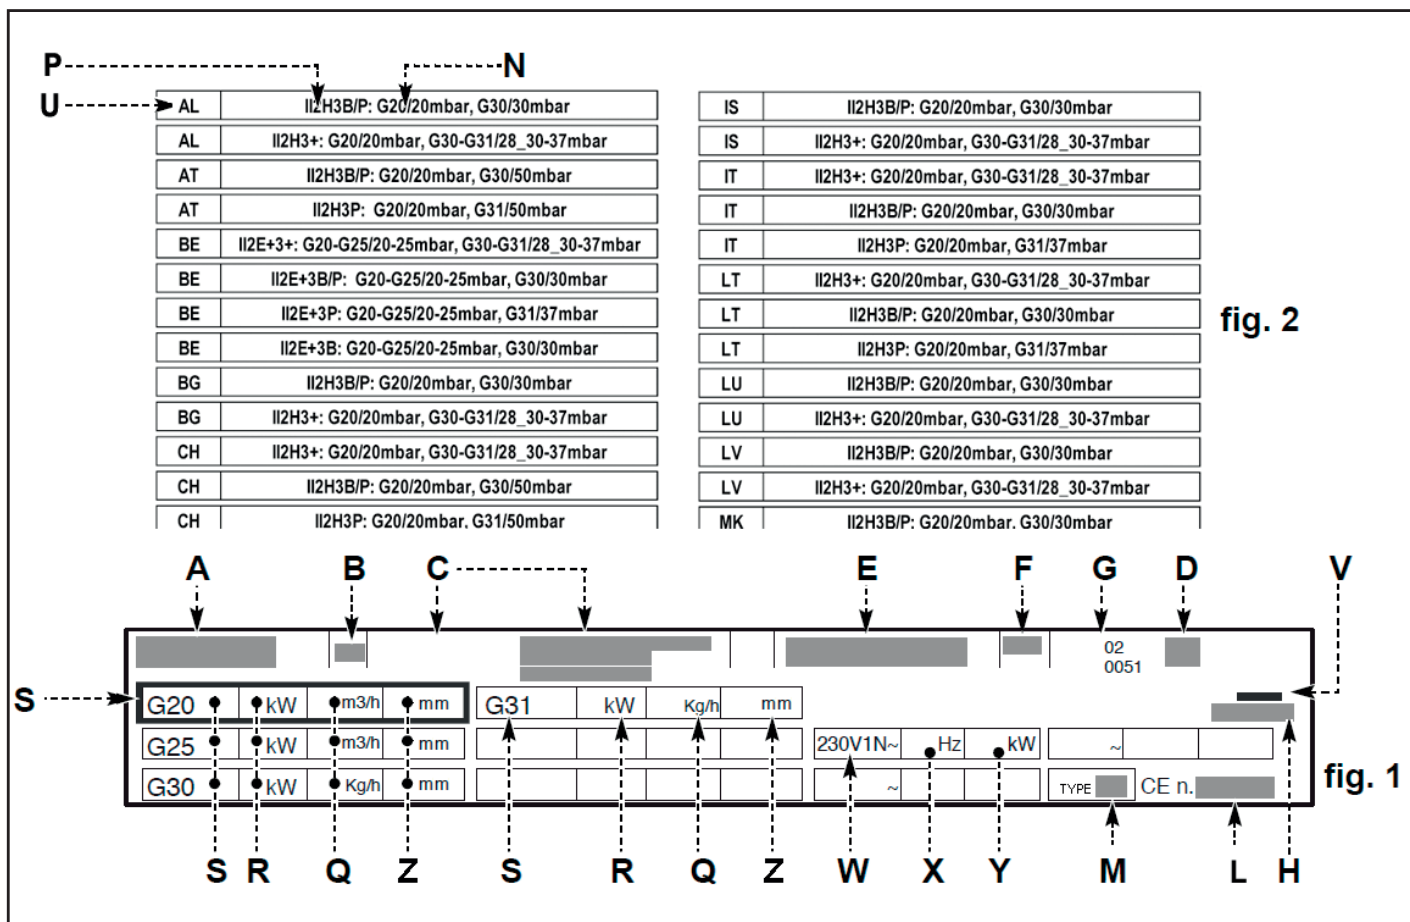 P N
U
AL II2H3B/P: G20/20mbar, G30/30mbar
AL II2H3+: G20/20mbar, G30-G31/28_30-37mbar
AT II2H3B/P: G20/20mbar, G30/50mbar
AT II2H3P: G20/20mbar, G31/50mbar
BE II2E+3+: G20-G25/20-25mbar, G30-G31/28_30-37mbar
BE II2E+3B/P: G20-G25/20-25mbar, G30/30mbar
BE II2E+3P: G20-G25/20-25mbar, G31/37mbar
BE II2E+3B: G20-G25/20-25mbar, G30/30mbar
BG II2H3B/P: G20/20mbar, G30/30mbar
BG II2H3+: G20/20mbar, G30-G31/28_30-37mbar
CH II2H3+: G20/20mbar, G30-G31/28_30-37mbar
CH II2H3B/P: G20/20mbar, G30/50mbar
CH II2H3P: G20/20mbar, G31/50mbar
IS II2H3B/P: G20/20mbar, G30/30mbar
IS II2H3+: G20/20mbar, G30-G31/28_30-37mbar
IT II2H3+: G20/20mbar, G30-G31/28_30-37mbar
IT II2H3B/P: G20/20mbar, G30/30mbar
IT II2H3P: G20/20mbar, G31/37mbar
LT II2H3+: G20/20mbar, G30-G31/28_30-37mbar
LT II2H3B/P: G20/20mbar, G30/30mbar
LT II2H3P: G20/20mbar, G31/37mbar
LU II2H3B/P: G20/20mbar, G30/30mbar
LU II2H3+: G20/20mbar, G30-G31/28_30-37mbar
LV II2H3B/P: G20/20mbar, G30/30mbar
LV II2H3+: G20/20mbar, G30-G31/28_30-37mbar
MK II2H3B/P: G20/20mbar, G30/30mbar
fig. 2
A B C E F G D V
02
0051
S
G20 kW m3/h mm G31 kW Kg/h mm
G25 kW m3/h mm 230V1N~ Hz kW ~
G30 kW Kg/h mm ~ TYPE CE n.
fig. 1
S R Q Z S R Q Z W X Y M L H